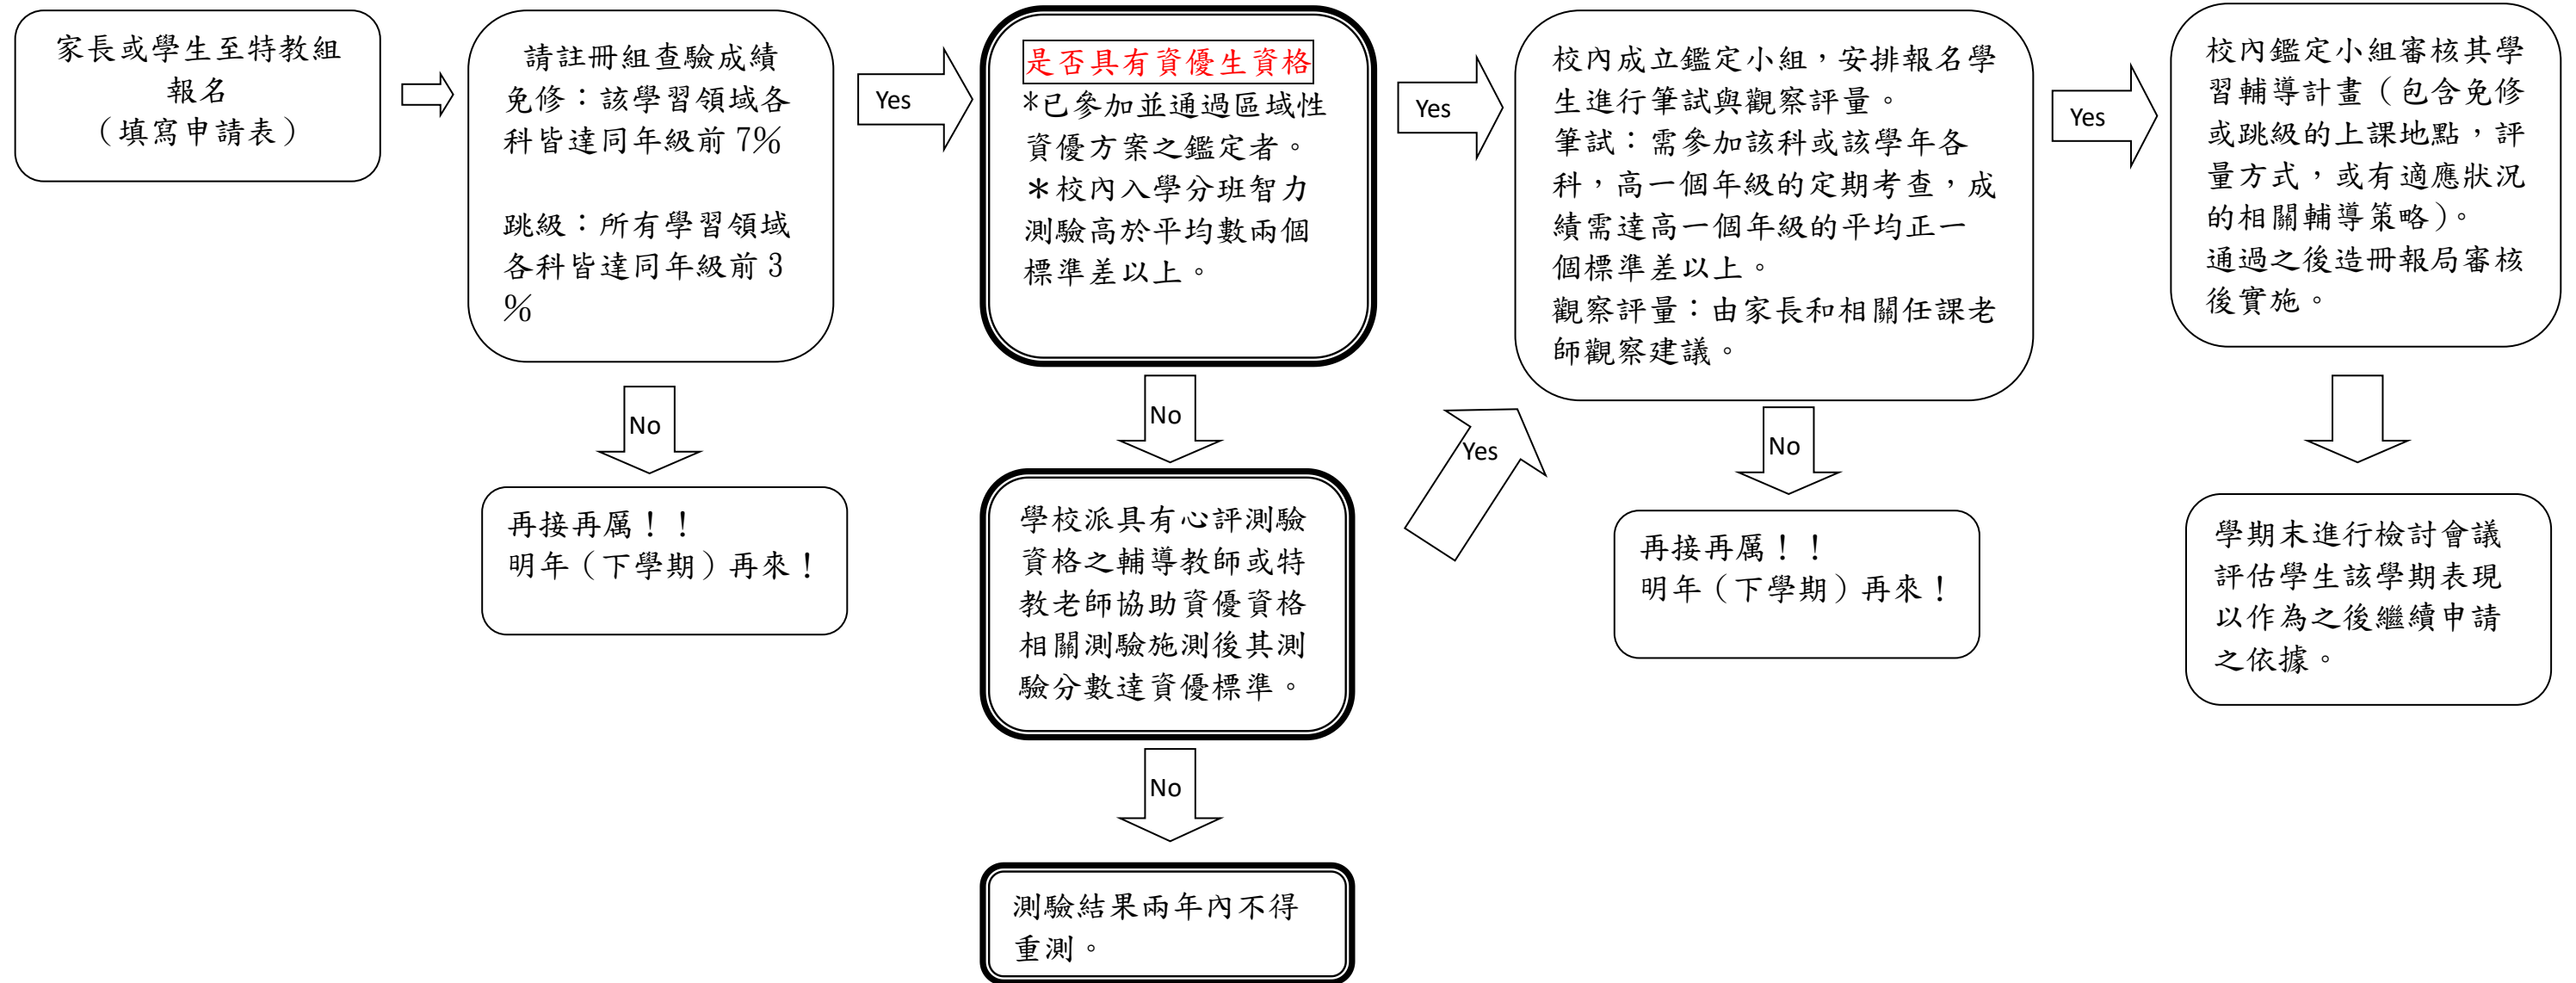 家長或學生至特教組
報名
（填寫申請表）
請註冊組查驗成績
免修：該學習領域各
科皆達同年級前 7%
跳級：所有學習領域
各科皆達同年級前 3
%
No
再接再厲！！
明年（下學期）再來！
Yes
是否具有資優生資格
*已參加並通過區域性
資優方案之鑑定者。
＊校內入學分班智力
測驗高於平均數兩個
標準差以上。
No
學校派具有心評測驗
資格之輔導教師或特
教老師協助資優資格
相關測驗施測後其測
驗分數達資優標準。
No
測驗結果兩年內不得
重測。
Yes
Yes
校內成立鑑定小組，安排報名學
生進行筆試與觀察評量。
筆試：需參加該科或該學年各
科，高一個年級的定期考查，成
績需達高一個年級的平均正一
個標準差以上。
觀察評量：由家長和相關任課老
師觀察建議。
No
再接再厲！！
明年（下學期）再來！
Yes
校內鑑定小組審核其學
習輔導計畫（包含免修
或跳級的上課地點，評
量方式，或有適應狀況
的相關輔導策略）。
通過之後造冊報局審核
後實施。
學期末進行檢討會議
評估學生該學期表現
以作為之後繼續申請
之依據。